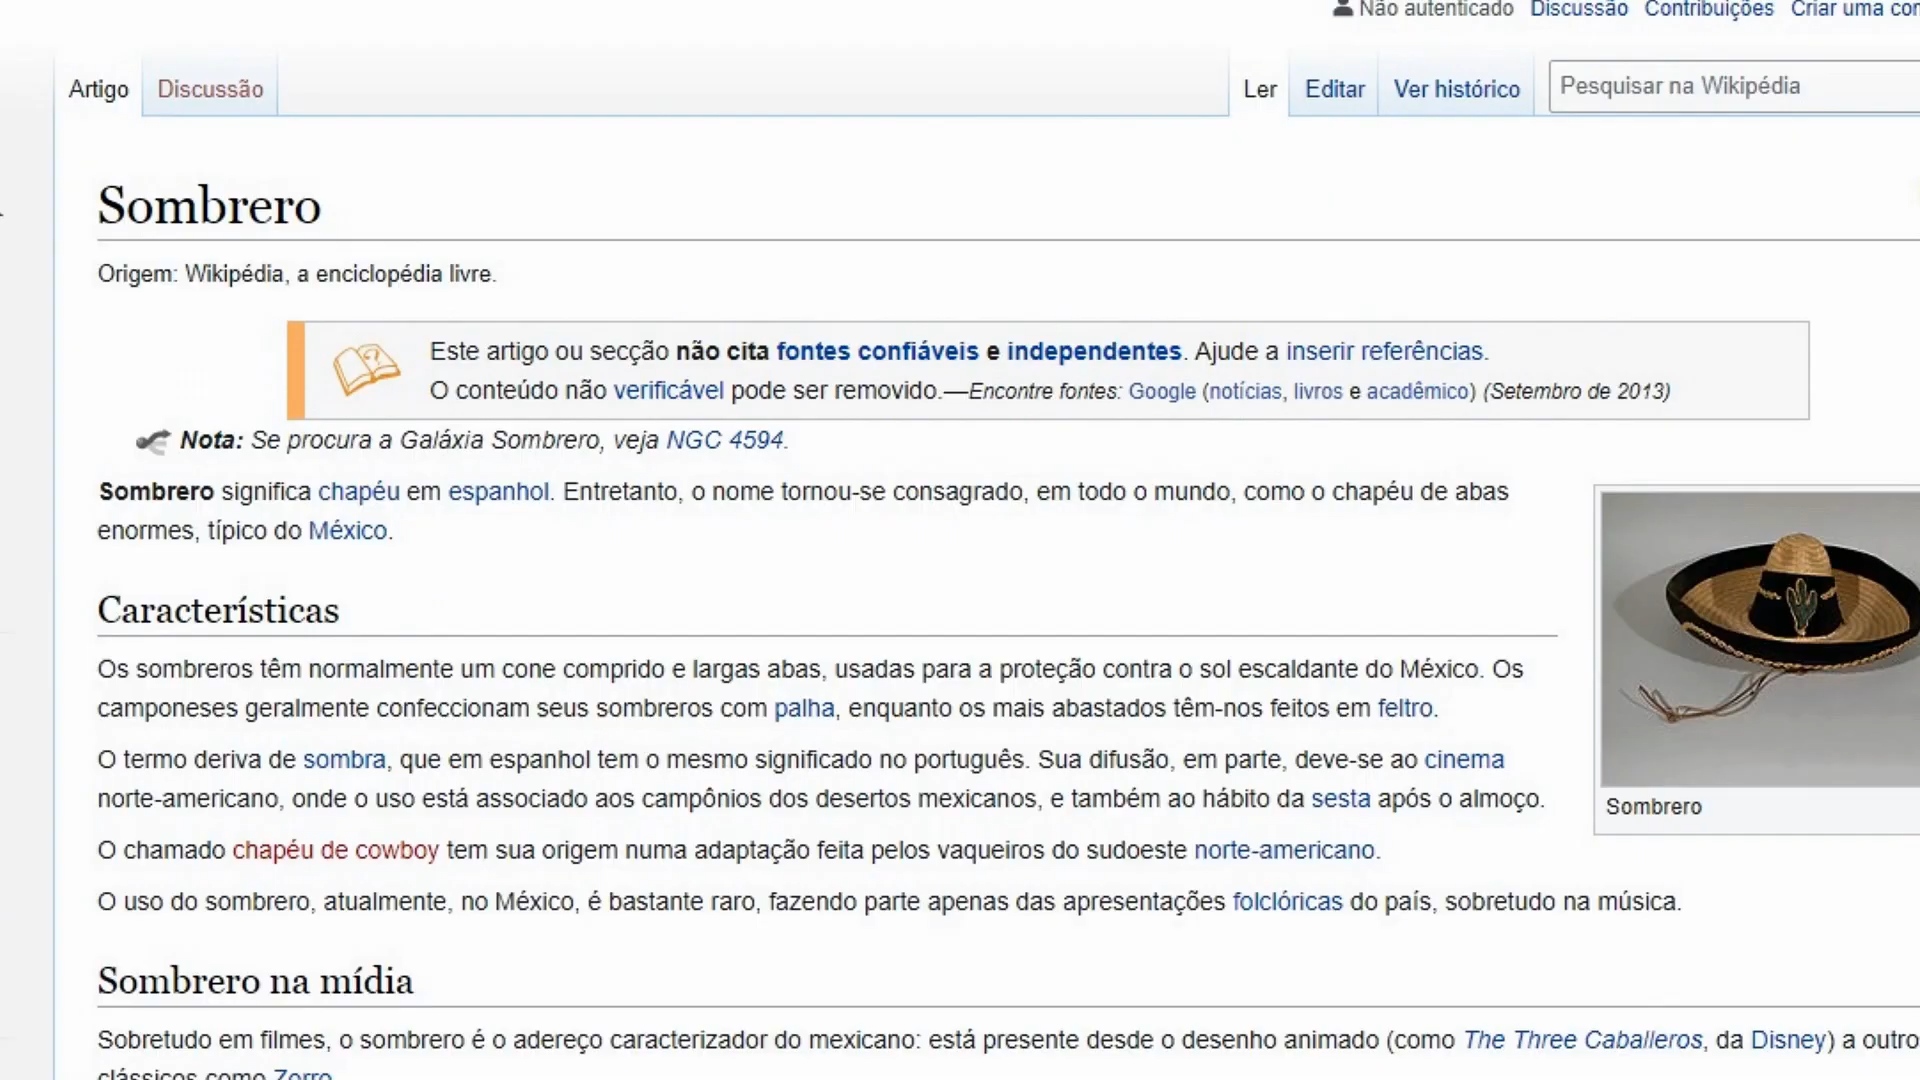 Não autenticado Discussão Contribuições Criar uma
Artigo Discussão Ler Editar Ver histórico Pesquisar na Wikipédia
Sombrero
Origem: Wikipédia, a enciclopédia livre.
Este artigo ou secção não cita fontes confiáveis e independentes. Ajude a inserir referências.
O conteúdo não verificável pode ser removido.—Encontre fontes: Google (notícias, livros e acadêmico) (Setembro de 2013)
Nota: Se procura a Galáxia Sombrero, veja NGC 4594.
Sombrero significa chapéu em espanhol. Entretanto, o nome tornou-se consagrado, em todo o mundo, como o chapéu de abas
enormes, típico do México.
Características
Os sombreros têm normalmente um cone comprido e largas abas, usadas para a proteção contra o sol escaldante do México. Os
camponeses geralmente confeccionam seus sombreros com palha, enquanto os mais abastados têm-nos feitos em feltro.
O termo deriva de sombra, que em espanhol tem o mesmo significado no português. Sua difusão, em parte, deve-se ao cinema
norte-americano, onde o uso está associado aos campônios dos desertos mexicanos, e também ao hábito da sesta após o almoço.
Sombrero
O chamado chapéu de cowboy tem sua origem numa adaptação feita pelos vaqueiros do sudoeste norte-americano.
O uso do sombrero, atualmente, no México, é bastante raro, fazendo parte apenas das apresentações folclóricas do país, sobretudo na música.
Sombrero na mídia
Sobretudo em filmes, o sombrero é o adereço caracterizador do mexicano: está presente desde o desenho animado (como The Three Caballeros, da Disney) a outro
clássicos como Zorro